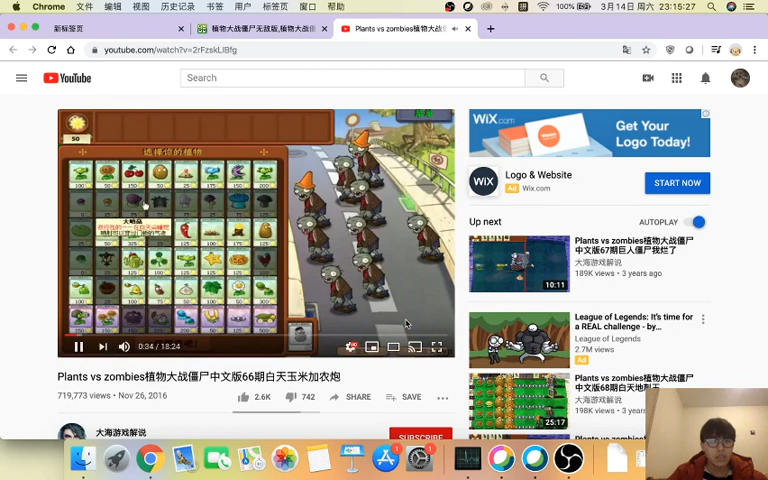 Chrome 文件 编辑 视图 历史记录 书签 用户 标签页 窗口 帮助
100% 3月14日 周六 23:15:27
新标签页
植物大战僵尸无敌版,植物大战僵
Plants vs zombies植物大战僵
youtube.com/watch?v=2rFzskLIBfg
YouTube
Search
50
选择你的植物
大喷菇
0:34 / 18:24
Plants vs zombies植物大战僵尸中文版66期白天玉米加农炮
719,773 views • Nov 26, 2016
2.6K
742
SHARE
SAVE
大海游戏解说
SUBSCRIBE
WiX.com
Get Your
Logo Today!
WiX
Logo & Website
Ad Wix.com
START NOW
Up next
AUTOPLAY
Plants vs zombies植物大战僵尸
中文版67期巨人僵尸我烂了
大海游戏解说
189K views • 3 years ago
10:11
League of Legends: It's time for
a REAL challenge - by...
League of Legends
2.7M views
Ad
Plants vs zombies植物大战僵尸
大海游戏解说
198K views • 3 years ago
25:17